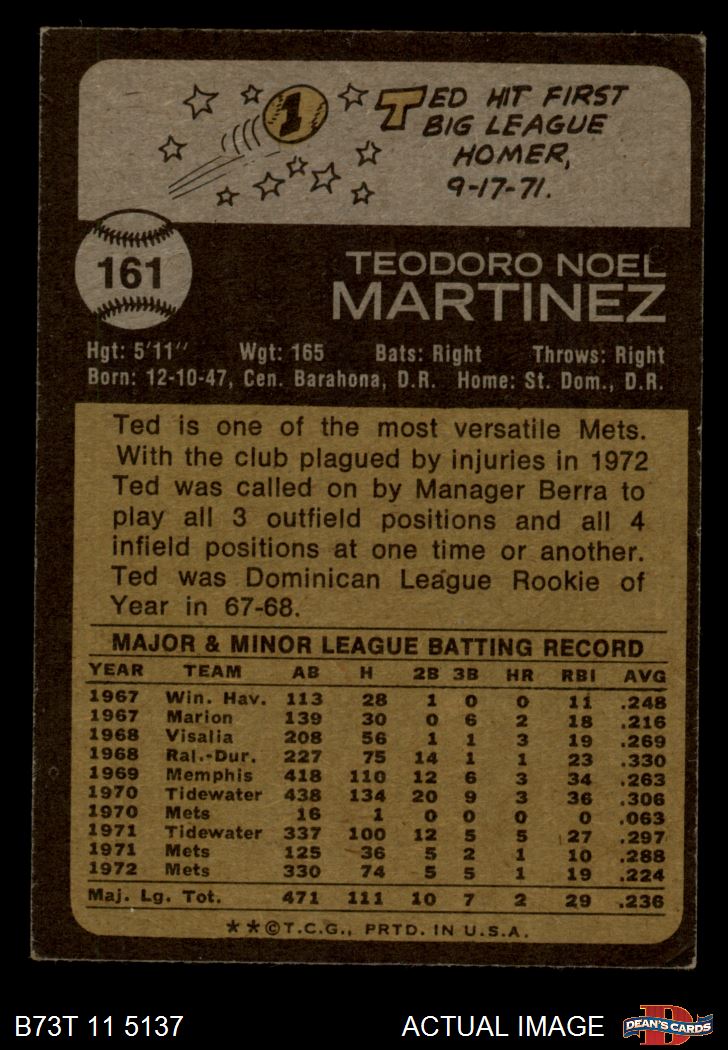 1
TED HIT FIRST
BIG LEAGUE
HOMER,
9-17-71.
161
TEODORO NOEL
MARTINEZ
Hgt: 5'11" Wgt: 165 Bats: Right Throws: Right
Born: 12-10-47, Cen. Barahona, D.R. Home: St. Dom., D.R.
Ted is one of the most versatile Mets.
With the club plagued by injuries in 1972
Ted was called on by Manager Berra to
play all 3 outfield positions and all 4
infield positions at one time or another.
Ted was Dominican League Rookie of
Year in 67-68.
MAJOR & MINOR LEAGUE BATTING RECORD
YEAR TEAM AB H 2B 3B HR RBI AVG
1967 Win. Hav. 113 28 1 0 0 11 .248
1967 Marion 139 30 0 6 2 18 .216
1968 Visalia 208 56 1 1 3 19 .269
1968 Ral.-Dur. 227 75 14 1 1 23 .330
1969 Memphis 418 110 12 6 3 34 .263
1970 Tidewater 438 134 20 9 3 36 .306
1970 Mets 16 1 0 0 0 0 .063
1971 Tidewater 337 100 12 5 5 27 .297
1971 Mets 125 36 5 2 1 10 .288
1972 Mets 330 74 5 5 1 19 .224
Maj. Lg. Tot. 471 111 10 7 2 29 .236
**©T.C.G., PRTD. IN U.S.A.
B73T 11 5137 ACTUAL IMAGE
D
DEAN'S CARDS